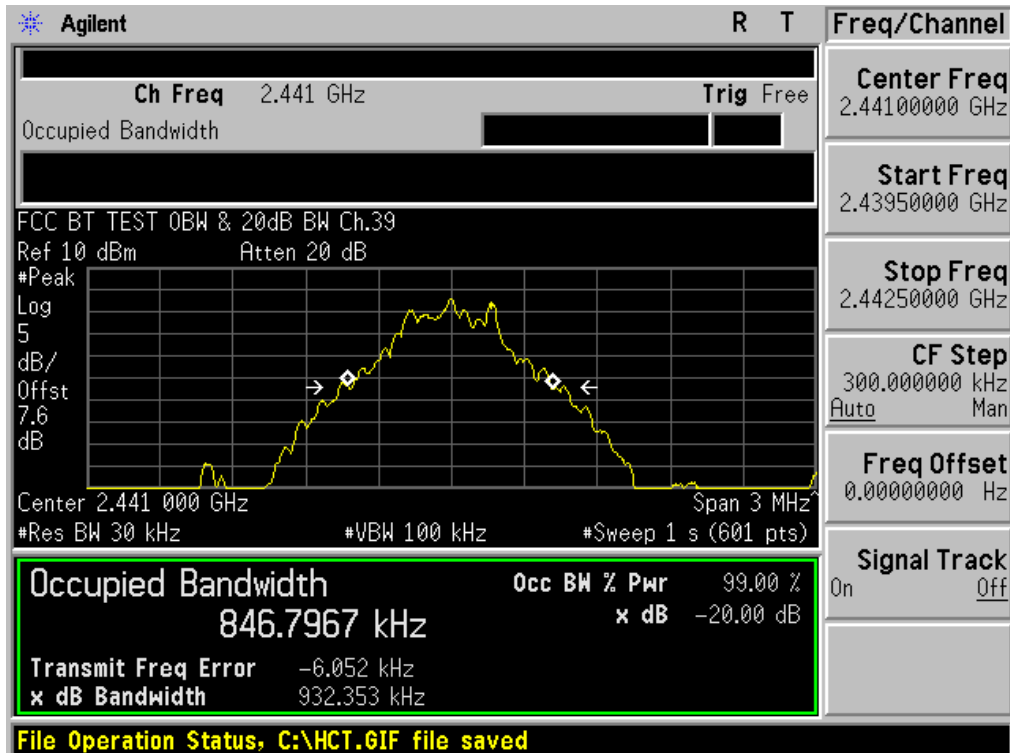 Agilent R T Freq/Channel
Ch Freq 2.441 GHz Trig Free
Occupied Bandwidth
FCC BT TEST OBW & 20dB BW Ch.39
Ref 10 dBm Atten 20 dB
#Peak
Log
5
dB/
Offst
7.6
dB
Center 2.441 000 GHz Span 3 MHz^
#Res BW 30 kHz #VBW 100 kHz #Sweep 1 s (601 pts)
Occupied Bandwidth
846.7967 kHz
Occ BW % Pwr 99.00 %
x dB -20.00 dB
Transmit Freq Error -6.052 kHz
x dB Bandwidth 932.353 kHz
File Operation Status, C:\HCT.GIF file saved
Center Freq
2.44100000 GHz
Start Freq
2.43950000 GHz
Stop Freq
2.44250000 GHz
CF Step
300.000000 kHz
Auto Man
Freq Offset
0.00000000 Hz
Signal Track
On Off